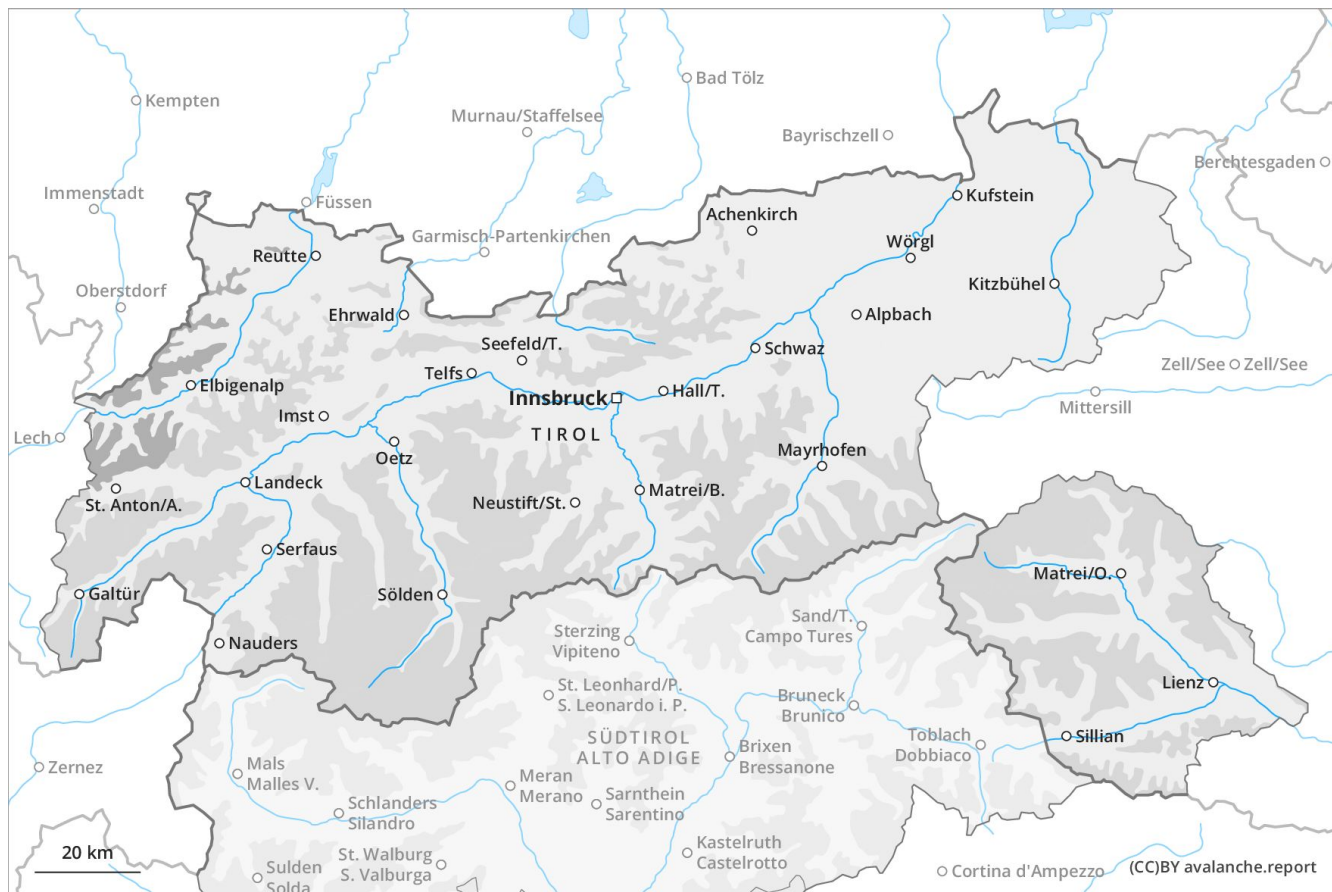 Kempten
Bad Tölz
Murnau/Staffelsee
Bayrischzell
Berchtesgaden
Immenstadt
Füssen
Kufstein
Achenkirch
Garmisch-Partenkirchen
Wörgl
Reutte
Kitzbühel
Oberstdorf
Ehrwald
Alpbach
Seefeld/T.
Schwaz
Zell/See
Zell/See
Telfs
Elbigenalp
Hall/T.
Innsbruck
Mittersill
Imst
TIROL
Lech
Oetz
Mayrhofen
Landeck
St. Anton/A.
Neustift/St.
Matrei/B.
Serfaus
Matrei/O.
Galtür
Sölden
Sand/T.
Campo Tures
Sterzing
Vipiteno
Nauders
Lienz
St. Leonhard/P.
S. Leonardo i. P.
Bruneck
Brunico
SÜDTIROL
ALTO ADIGE
Toblach
Dobbiaco
Sillian
Brixen
Bressanone
Zernez
Mals
Malles V.
Meran
Merano
Sarnthein
Sarentino
Schlanders
Silandro
Kastelruth
Castelrotto
20 km
St. Walburg
S. Valburga
Sulden
Solda
Cortina d'Ampezzo
(CC)BY avalanche.report